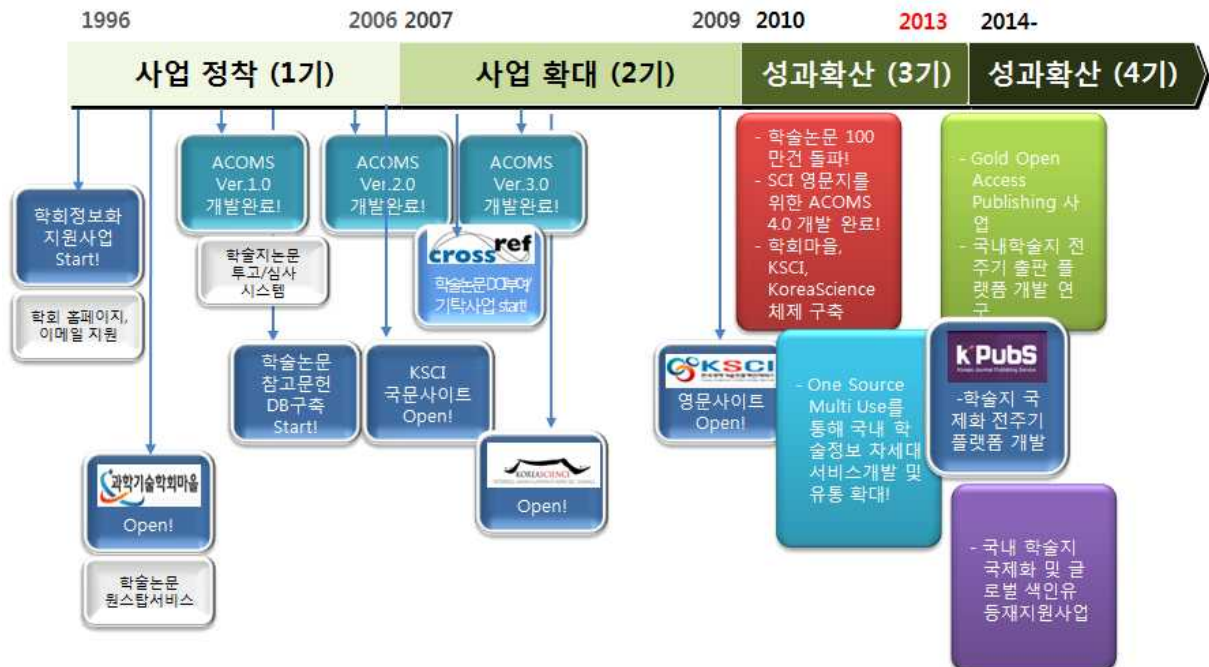 1996
2006 2007
2009 2010
2013
2014-
사업 정착 (1기)
사업 확대 (2기)
성과확산 (3기)
성과확산 (4기)
학회정보화
지원사업
Start!
학회 홈페이지,
이메일 지원
과학기술학회마을
Open!
학술논문
원스탑서비스
ACOMS
Ver.1.0
개발완료!
학술지논문
투고/심사
시스템
학술논문
참고문헌
DB구축
Start!
ACOMS
Ver.2.0
개발완료!
KSCI
국문사이트
Open!
ACOMS
Ver.3.0
개발완료!
crossref
학술논문DOI부여/
기탁사업 start!
KOREASCIENCE
Open!
KSCI
영문사이트
Open!
- 학술논문 100
만건 돌파!
- SCI 영문지를
위한 ACOMS
4.0 개발 완료!
- 학회마을,
KSCI,
KoreaScience
체제 구축
- One Source
Multi Use를
통해 국내 학
술정보 차세대
서비스개발 및
유통 확대!
- Gold Open
Access
Publishing 사
업
- 국내학술지 전
주기 출판 플
랫폼 개발 연
구
k'PubS
-학술지 국
제화 전주기
플랫폼 개발
- 국내 학술지
국제화 및 글
로벌 색인유
등재지원사업